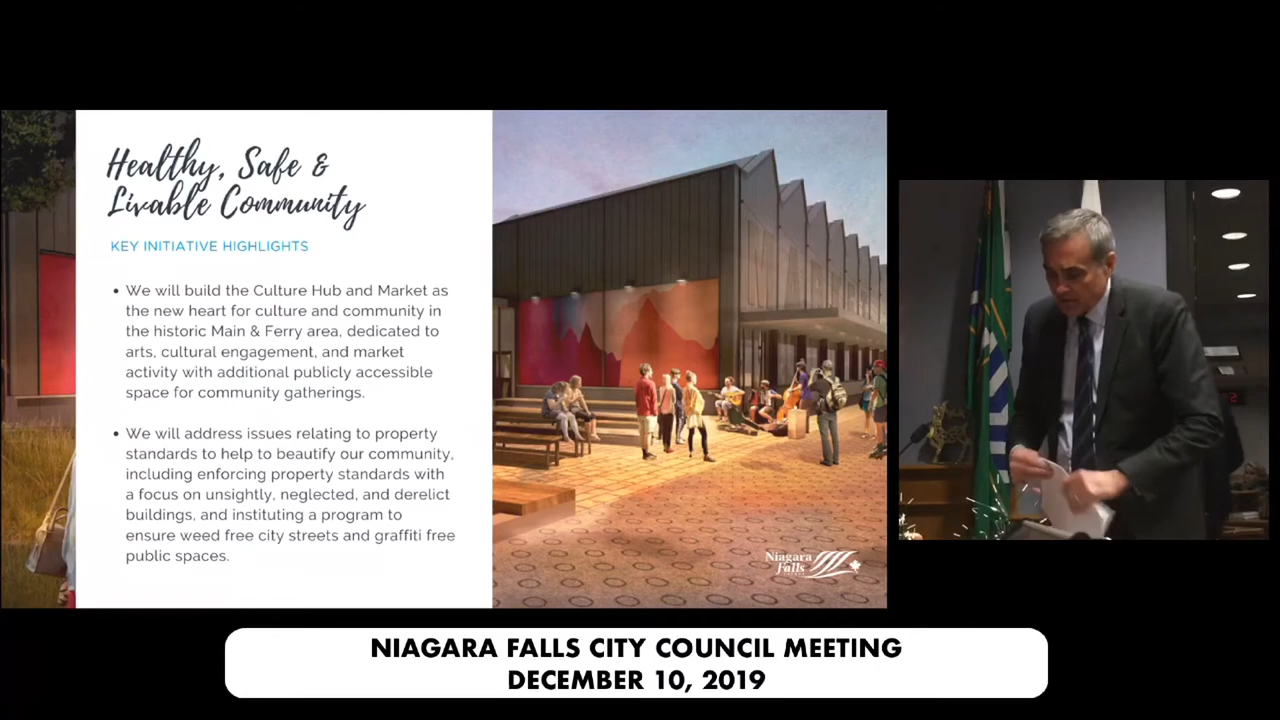 Healthy, Safe &
Livable Community
KEY INITIATIVE HIGHLIGHTS
• We will build the Culture Hub and Market as
the new heart for culture and community in
the historic Main & Ferry area, dedicated to
arts, cultural engagement, and market
activity with additional publicly accessible
space for community gatherings.
• We will address issues relating to property
standards to help to beautify our community,
including enforcing property standards with
a focus on unsightly, neglected, and derelict
buildings, and instituting a program to
ensure weed free city streets and graffiti free
public spaces.
Niagara
Falls
NIAGARA FALLS CITY COUNCIL MEETING
DECEMBER 10, 2019